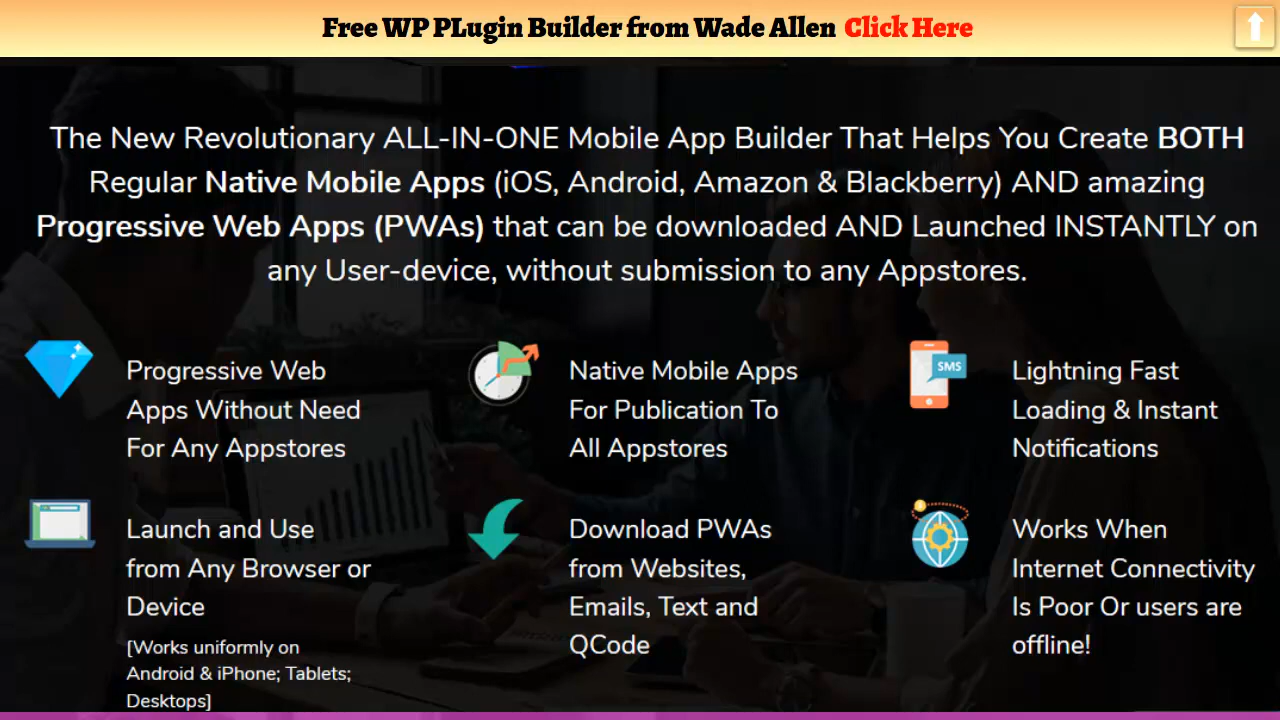 Free WP PLugin Builder from Wade Allen Click Here
The New Revolutionary ALL-IN-ONE Mobile App Builder That Helps You Create BOTH
Regular Native Mobile Apps (iOS, Android, Amazon & Blackberry) AND amazing
Progressive Web Apps (PWAs) that can be downloaded AND Launched INSTANTLY on
any User-device, without submission to any Appstores.
Progressive Web
Apps Without Need
For Any Appstores
Native Mobile Apps
For Publication To
All Appstores
SMS
Lightning Fast
Loading & Instant
Notifications
Launch and Use
from Any Browser or
Device
[Works uniformly on
Android & iPhone; Tablets;
Desktops]
Download PWAs
from Websites,
Emails, Text and
QCode
Works When
Internet Connectivity
Is Poor Or users are
offline!